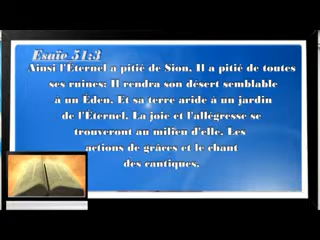 Esaïe 51:3
Ainsi l'Eternel a pitié de Sion. Il a pitié de toutes
ses ruines; Il rendra son désert semblable
à un Éden. Et sa terre aride à un jardin
de l'Éternel. La joie et l'allégresse se
trouveront au milieu d'elle. Les
actions de grâces et le chant
des cantiques.